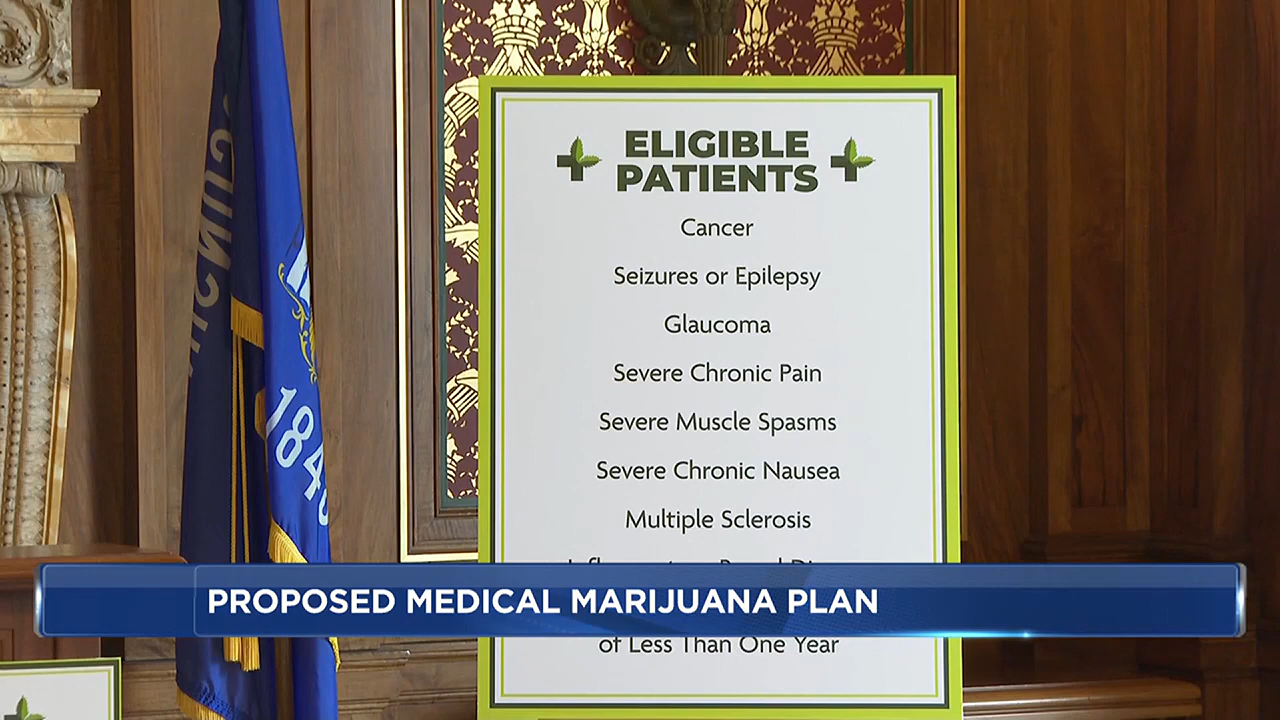 1848
ELIGIBLE
PATIENTS
Cancer
Seizures or Epilepsy
Glaucoma
Severe Chronic Pain
Severe Muscle Spasms
Severe Chronic Nausea
Multiple Sclerosis
PROPOSED MEDICAL MARIJUANA PLAN
of Less Than One Year